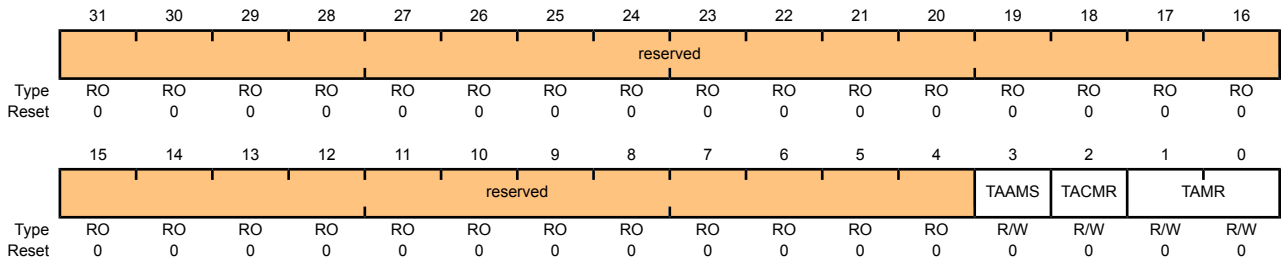 31 30 29 28 27 26 25 24 23 22 21 20 19 18 17 16
reserved
Type RO RO RO RO RO RO RO RO RO RO RO RO RO RO RO RO
Reset 0 0 0 0 0 0 0 0 0 0 0 0 0 0 0 0
15 14 13 12 11 10 9 8 7 6 5 4 3 2 1 0
reserved TAAMS TACMR TAMR
Type RO RO RO RO RO RO RO RO RO RO RO RO R/W R/W R/W R/W
Reset 0 0 0 0 0 0 0 0 0 0 0 0 0 0 0 0